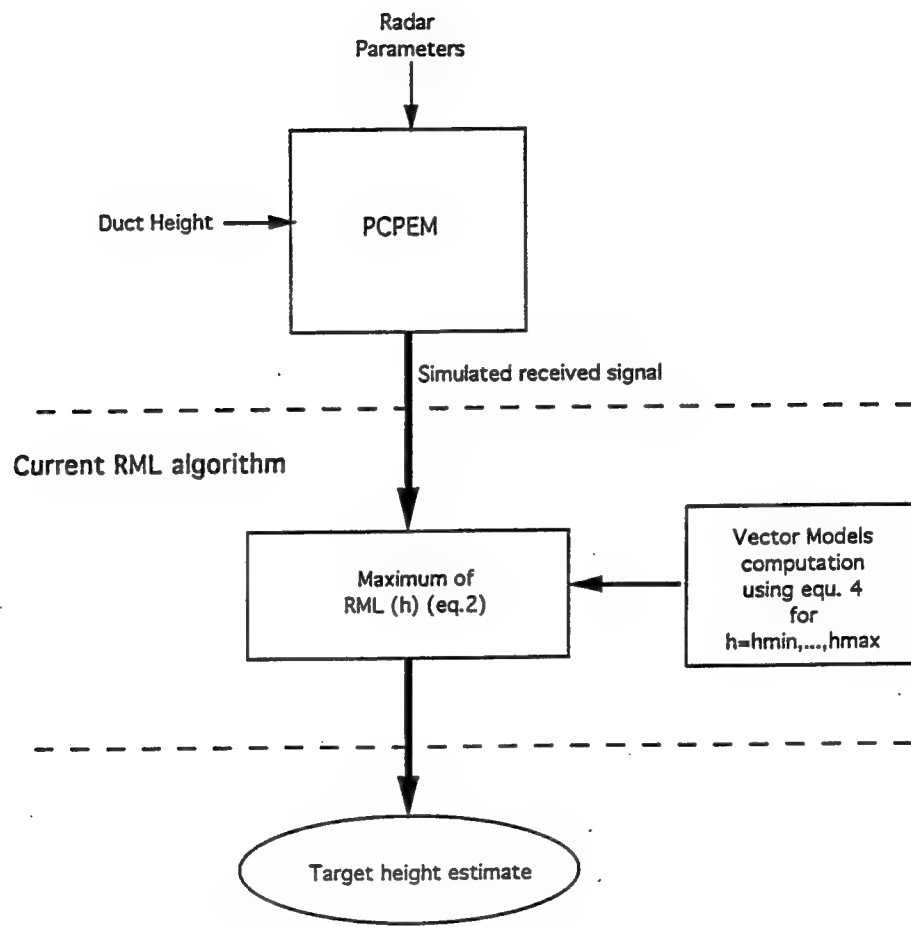 Radar
Parameters
Duct Height
PCPEM
Simulated received signal
Current RML algorithm
Maximum of
RML (h) (eq.2)
Vector Models
computation
using equ. 4
for
h=hmin,...,hmax
Target height estimate